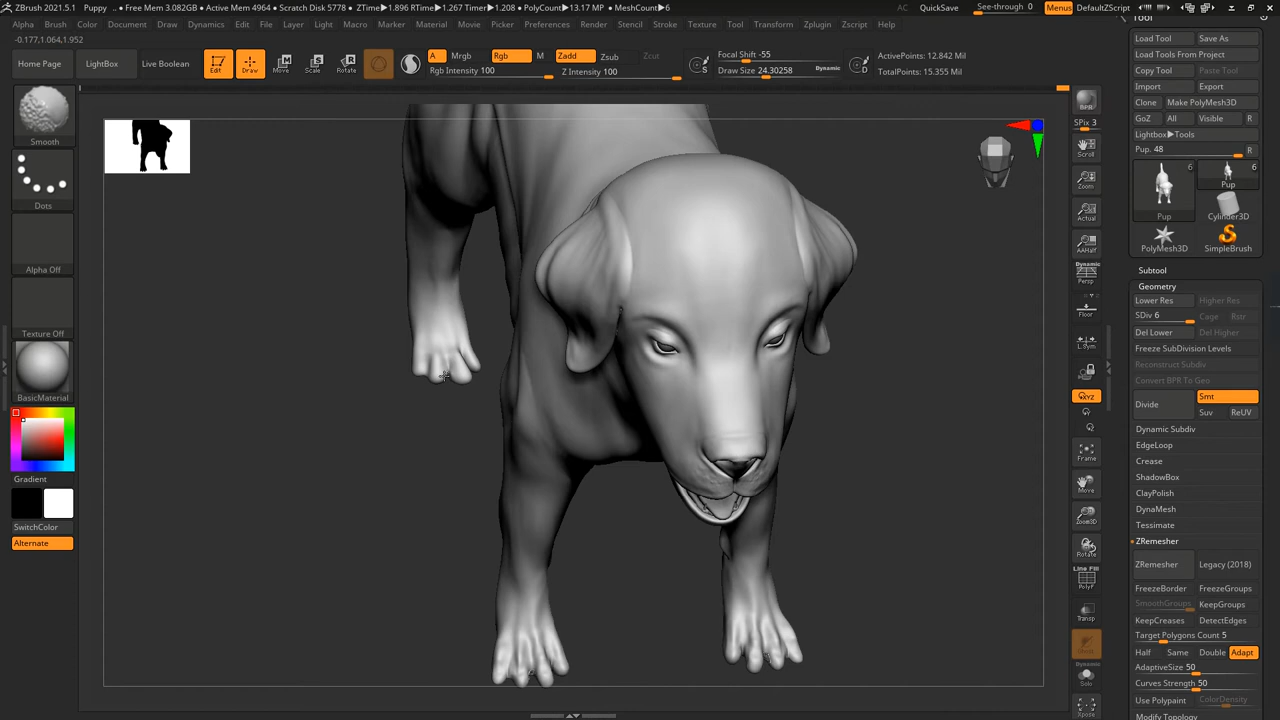 ZBrush 2021.5.1 Puppy ● Free Mem 3.082GB ● Active Mem 4964 ● Scratch Disk 5778 ● ZTime▸1.896 RTime▸1.267 Timer▸1.208 ● PolyCount▸13.17 MP ● MeshCount▸6 AC QuickSave See-through 0 Menus DefaultZScript
Alpha Brush Color Document Draw Dynamics Edit File Layer Light Macro Marker Material Movie Picker Preferences Render Stencil Stroke Texture Tool Transform Zplugin Zscript Help
-0.177,1.064,1.952
Home Page LightBox Live Boolean Edit Draw Move Scale Rotate
A Mrgb Rgb M Zadd Zsub Zcut
Rgb Intensity 100 Z Intensity 100
S Focal Shift -55
Draw Size 24.30258 Dynamic
D ActivePoints: 12.842 Mil
TotalPoints: 15.355 Mil
Smooth
Dots
Alpha Off
Texture Off
BasicMaterial
Gradient
SwitchColor
Alternate
BPR
SPix 3
Scroll
Zoom
Actual
AAHalf
Dynamic
Persp
Floor
L.Sym
xyz
Frame
Move
Zoom3D
Rotate
Line Fill
PolyF
Transp
Dynamic
Solo
Xpose
Tool
Load Tool Save As
Load Tools From Project
Copy Tool Paste Tool
Import Export
Clone Make PolyMesh3D
GoZ All Visible R
Lightbox▸Tools
Pup. 48 R
6 6
Pup
Pup Cylinder3D
PolyMesh3D SimpleBrush
Subtool
Geometry
Lower Res Higher Res
SDiv 6 Cage Rstr
Del Lower Del Higher
Freeze SubDivision Levels
Reconstruct Subdiv
Convert BPR To Geo
Divide Smt
Suv ReUV
Dynamic Subdiv
EdgeLoop
Crease
ShadowBox
ClayPolish
DynaMesh
Tessimate
ZRemesher
ZRemesher Legacy (2018)
FreezeBorder FreezeGroups
SmoothGroups KeepGroups
KeepCreases DetectEdges
Target Polygons Count 5
Half Same Double Adapt
AdaptiveSize 50
Curves Strength 50
Use Polypaint ColorDensity
Modify Topology